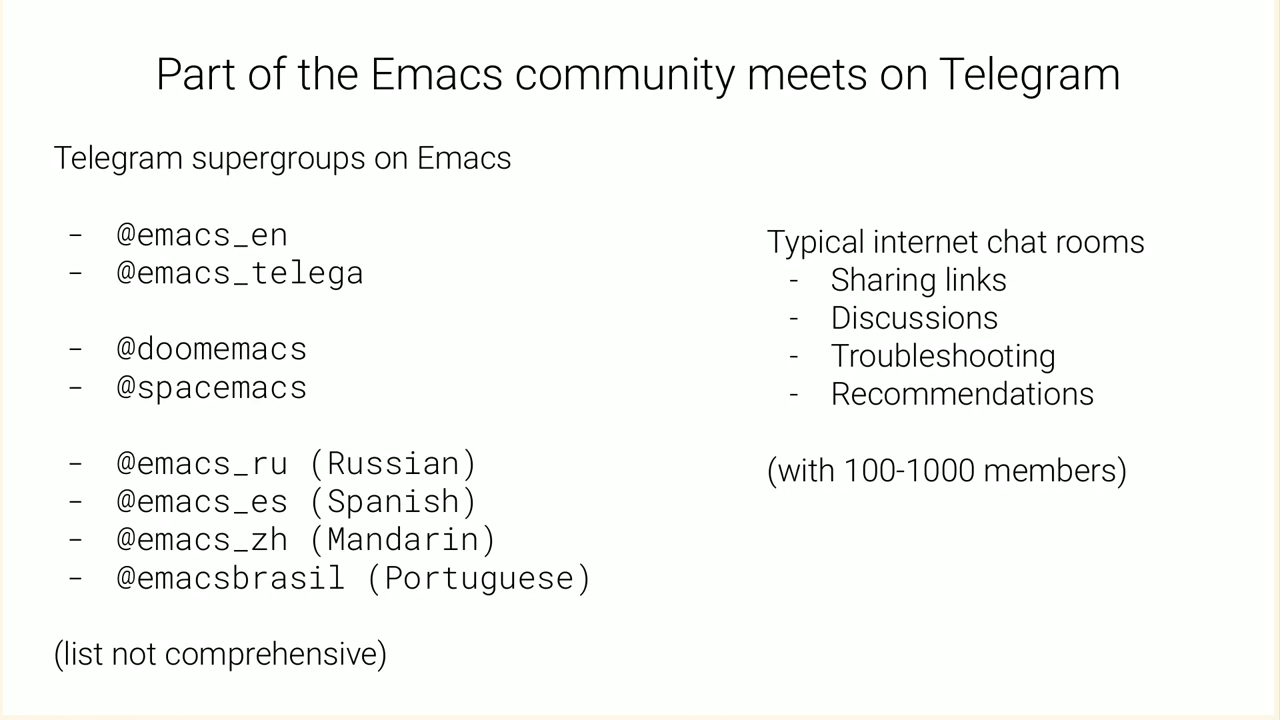 Part of the Emacs community meets on Telegram
Telegram supergroups on Emacs
- @emacs_en
- @emacs_telega
- @doomemacs
- @spacemacs
- @emacs_ru (Russian)
- @emacs_es (Spanish)
- @emacs_zh (Mandarin)
- @emacsbrasil (Portuguese)
(list not comprehensive)
Typical internet chat rooms
- Sharing links
- Discussions
- Troubleshooting
- Recommendations
(with 100-1000 members)